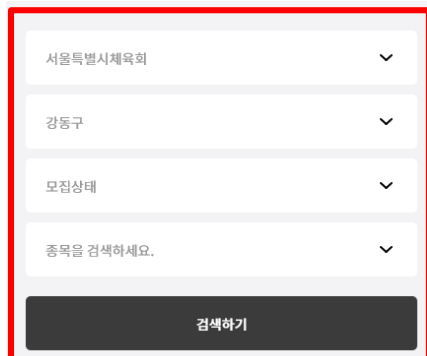 서울특별시체육회
강동구
모집상태
종목을 검색하세요.
검색하기